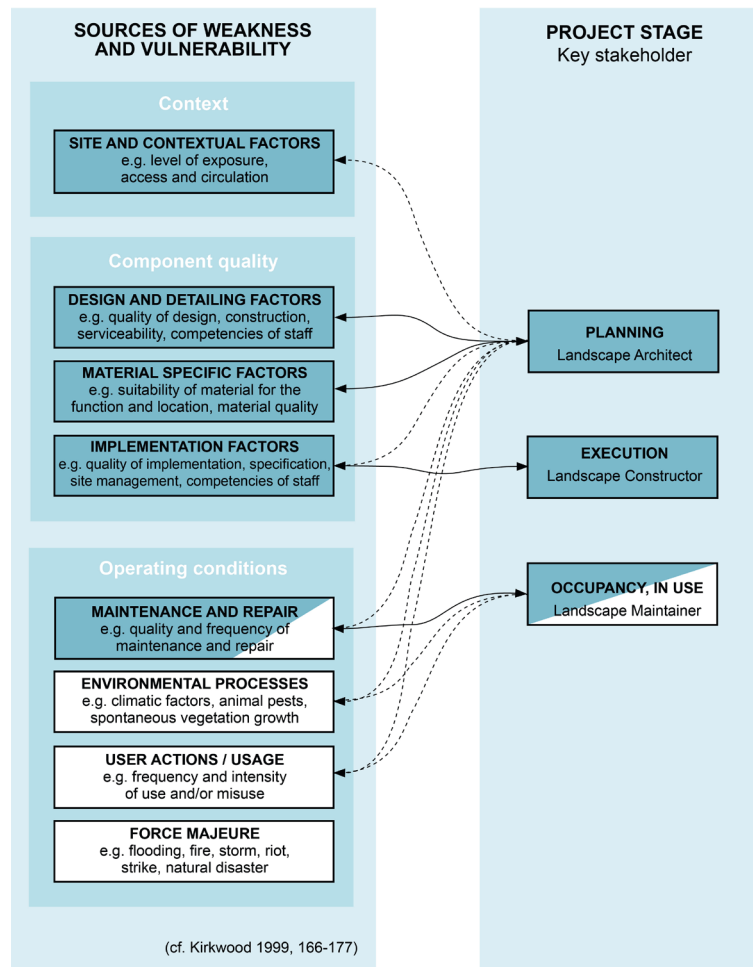 SOURCES OF WEAKNESS
AND VULNERABILITY
Context
SITE AND CONTEXTUAL FACTORS
e.g. level of exposure,
access and circulation
Component quality
DESIGN AND DETAILING FACTORS
e.g. quality of design, construction,
serviceability, competencies of staff
MATERIAL SPECIFIC FACTORS
e.g. suitability of material for the
function and location, material quality
IMPLEMENTATION FACTORS
e.g. quality of implementation, specification,
site management, competencies of staff
Operating conditions
MAINTENANCE AND REPAIR
e.g. quality and frequency of
maintenance and repair
ENVIRONMENTAL PROCESSES
e.g. climatic factors, animal pests,
spontaneous vegetation growth
USER ACTIONS / USAGE
e.g. frequency and intensity
of use and/or misuse
FORCE MAJEURE
e.g. flooding, fire, storm, riot,
strike, natural disaster
(cf. Kirkwood 1999, 166-177)
PROJECT STAGE
Key stakeholder
PLANNING
Landscape Architect
EXECUTION
Landscape Constructor
OCCUPANCY, IN USE
Landscape Maintainer